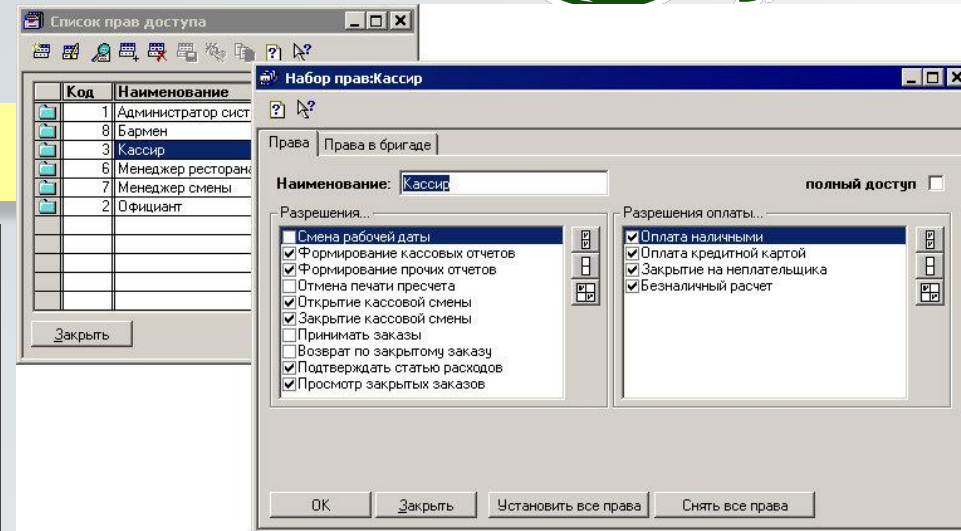 Список прав доступа
Код Наименование
1 Администратор сист
8 Бармен
3 Кассир
6 Менеджер ресторана
7 Менеджер смены
2 Официант
Закрыть
Набор прав:Кассир
Права Права в бригаде
Наименование: Кассир полный доступ
Разрешения...
Смена рабочей даты
Формирование кассовых отчетов
Формирование прочих отчетов
Отмена печати пресчета
Открытие кассовой смены
Закрытие кассовой смены
Принимать заказы
Возврат по закрытому заказу
Подтверждать статью расходов
Просмотр закрытых заказов
Разрешения оплаты...
Оплата наличными
Оплата кредитной картой
Закрытие на неплательщика
Безналичный расчет
OK Закрыть Установить все права Снять все права